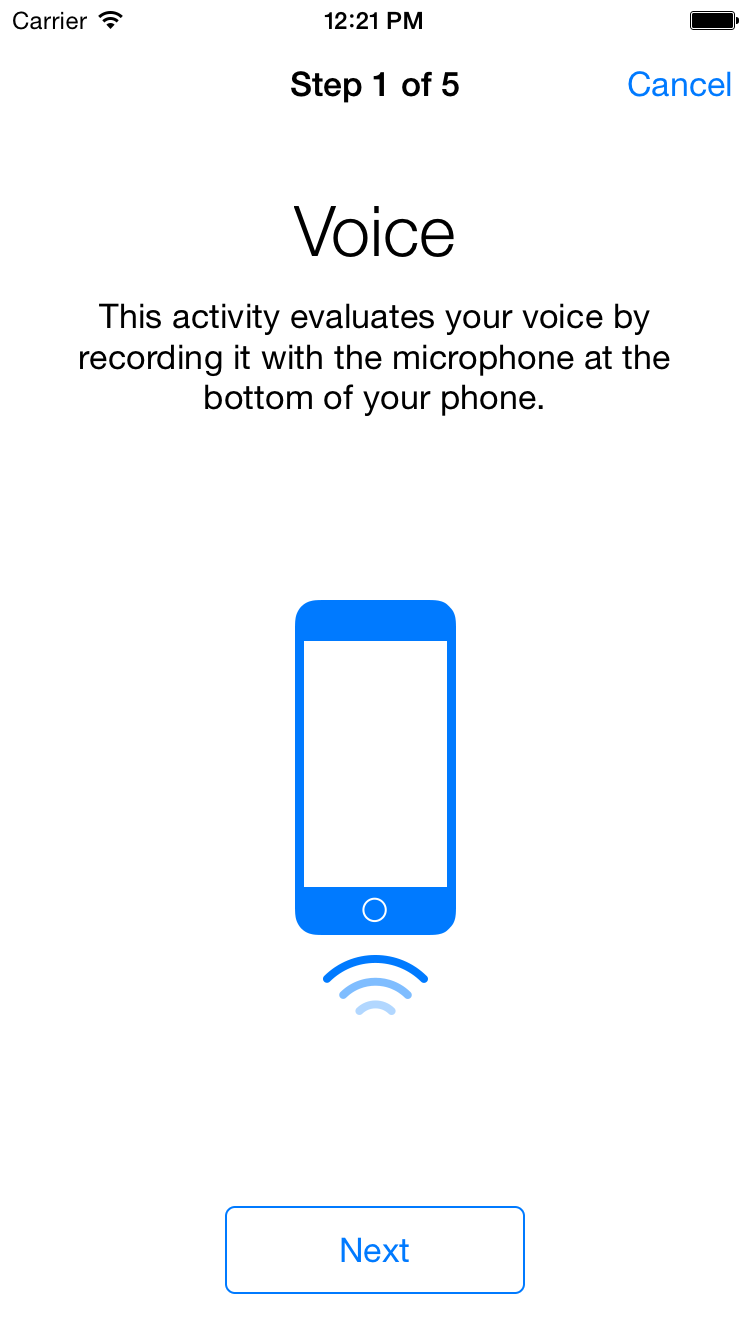 Carrier 12:21 PM
Step 1 of 5 Cancel
Voice
This activity evaluates your voice by
recording it with the microphone at the
bottom of your phone.
Next